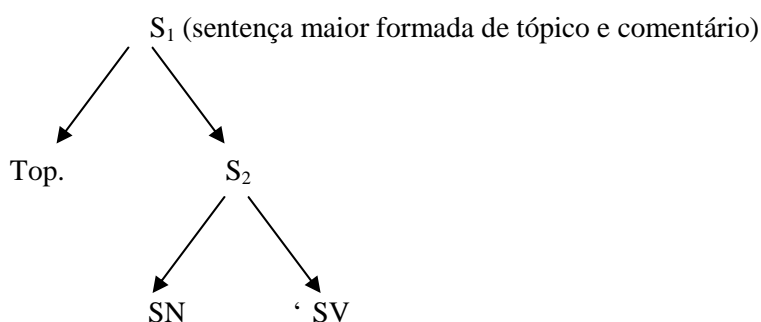 S₁ (sentença maior formada de tópico e comentário)
Top. S₂
SN ‘ SV